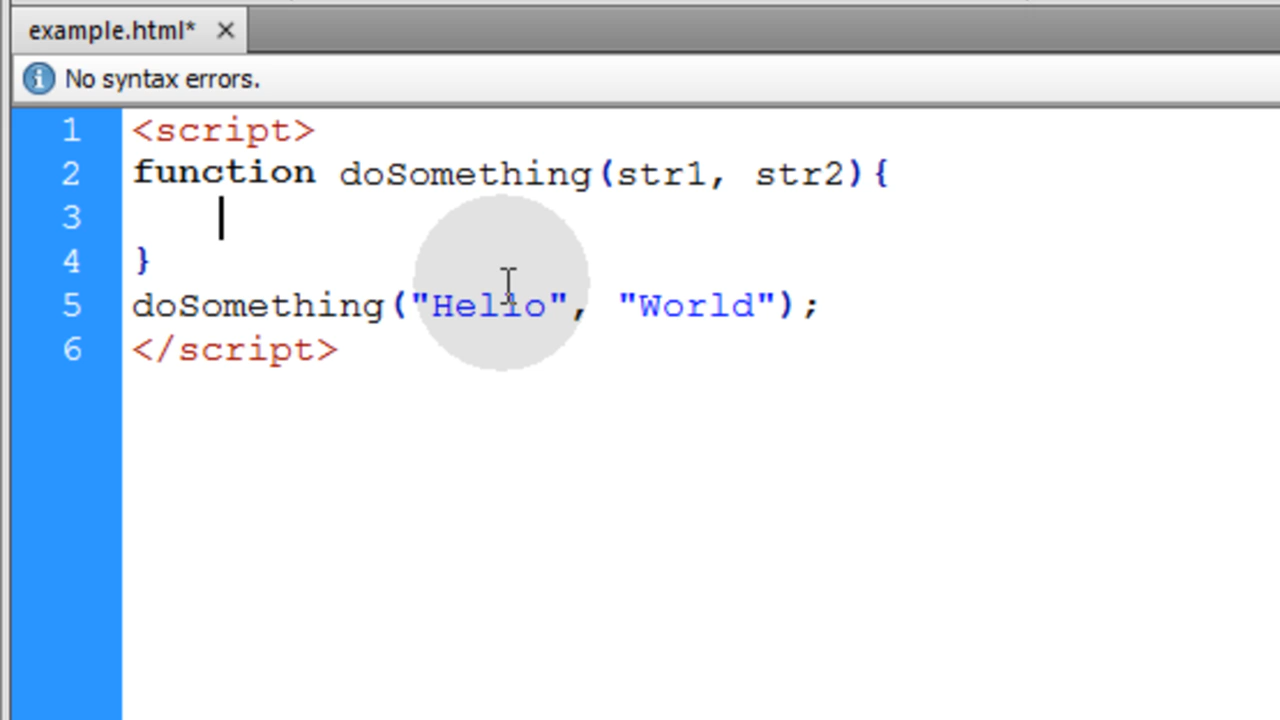 example.html*
No syntax errors.
1 <script>
2 function doSomething(str1, str2){
3
4 }
5 doSomething("Hello", "World");
6 </script>